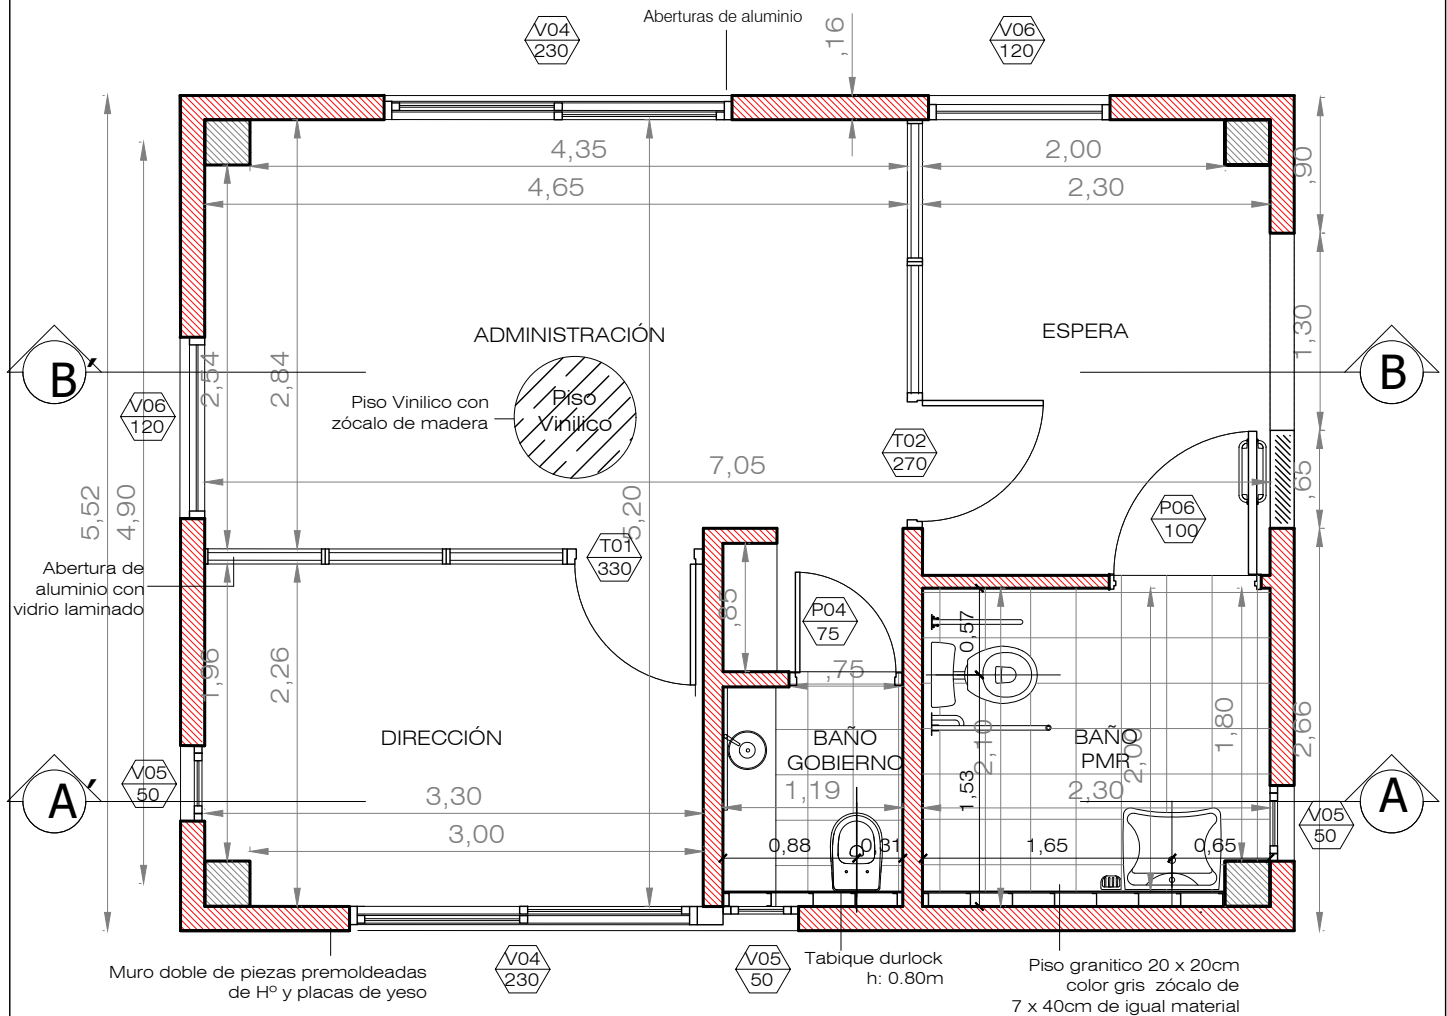 V04
230
Aberturas de aluminio
,16
V06
120
4,35
2,00
4,65
2,30
,90
ADMINISTRACIÓN
ESPERA
1,30
B´
B
2,54
2,84
V06
120
Piso Vinilico con
zócalo de madera
Piso
Vinilico
T02
270
7,05
,65
5,52
4,90
5,20
P06
100
T01
330
Abertura de
aluminio con
vidrio laminado
,85
P04
75
0,57
1,96
2,26
,75
DIRECCIÓN
BAÑO
GOBIERNO
2,10
BAÑO
PMR
2,00
1,80
2,66
V05
50
A´
A
3,30
1,19
1,53
2,30
3,00
V05
50
0,88
0,31
1,65
0,65
Muro doble de piezas premoldeadas
de Hº y placas de yeso
V04
230
V05
50
Tabique durlock
h: 0.80m
Piso granitico 20 x 20cm
color gris zócalo de
7 x 40cm de igual material